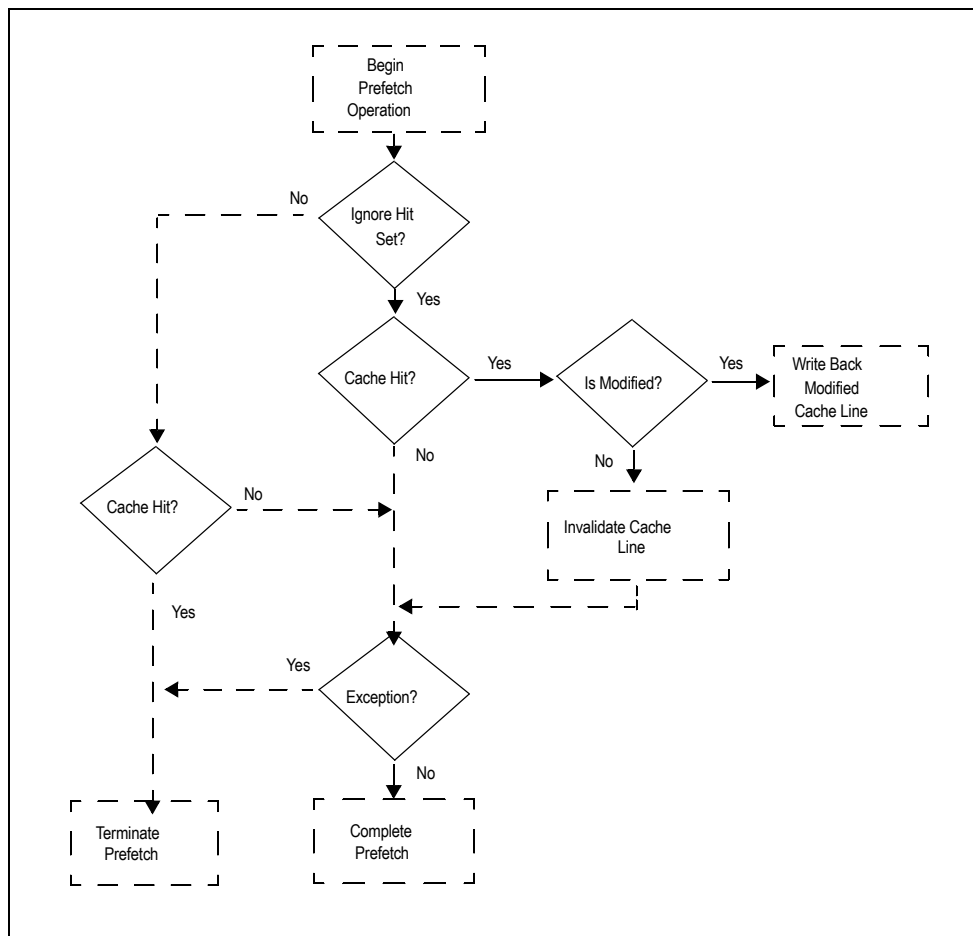 Begin
Prefetch
Operation
No
Ignore Hit
Set?
Yes
Cache Hit?
Yes
Is Modified?
Yes
Write Back
Modified
Cache Line
No
No
Cache Hit?
No
Invalidate Cache
Line
Yes
Yes
Exception?
No
Terminate
Prefetch
Complete
Prefetch